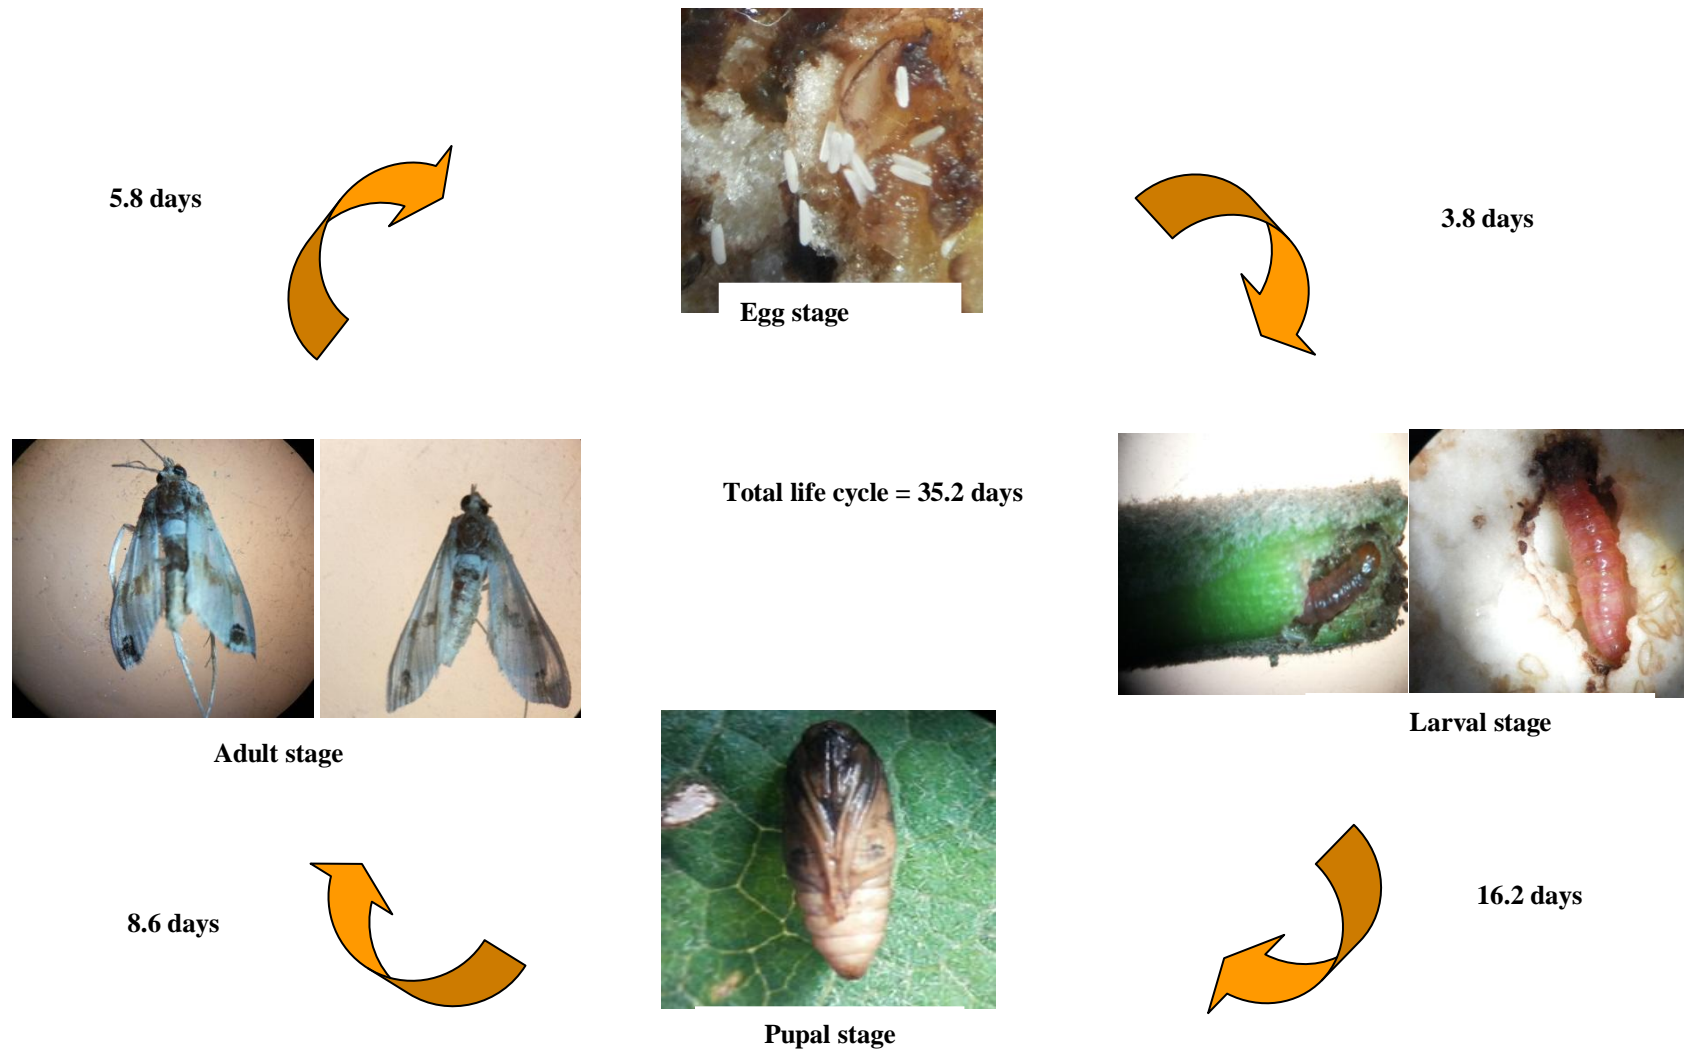 5.8 days
3.8 days
Egg stage
Total life cycle = 35.2 days
Larval stage
Adult stage
16.2 days
8.6 days
Pupal stage